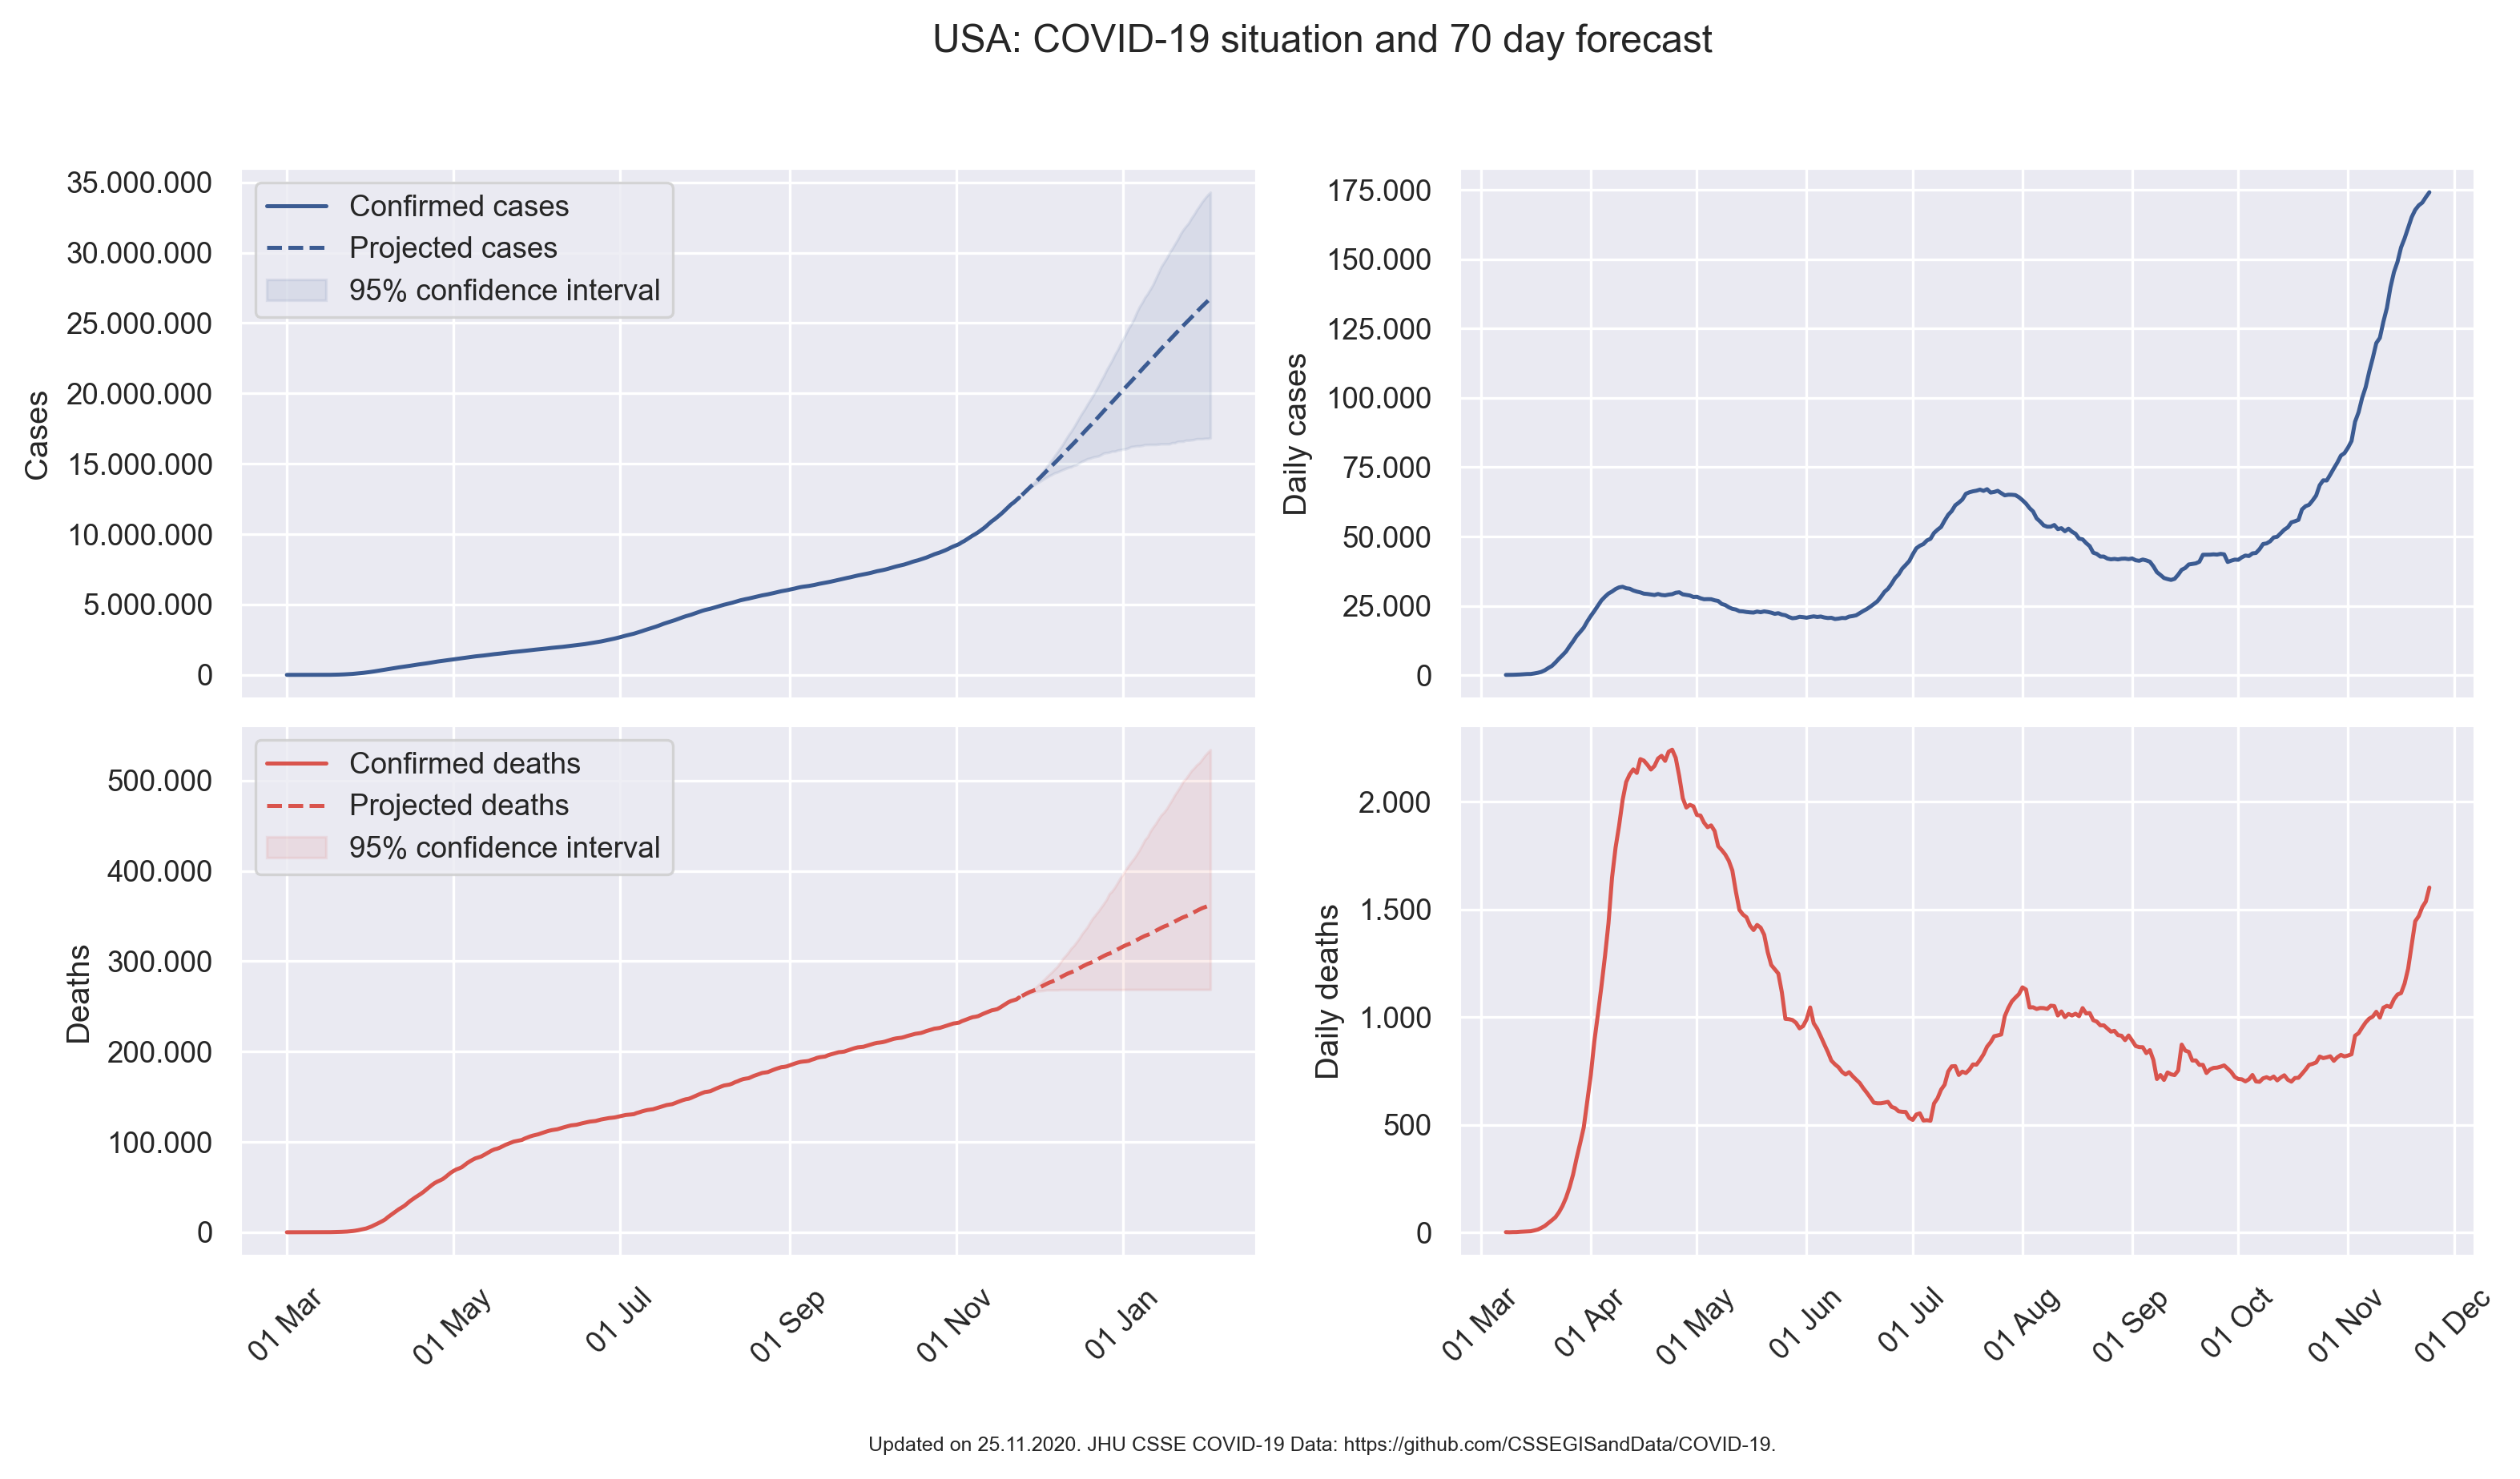 USA: COVID-19 situation and 70 day forecast
35.000.000
30.000.000
25.000.000
20.000.000
15.000.000
10.000.000
5.000.000
0
Cases
Confirmed cases
Projected cases
95% confidence interval
175.000
150.000
125.000
100.000
75.000
50.000
25.000
0
Daily cases
500.000
400.000
300.000
200.000
100.000
0
Deaths
Confirmed deaths
Projected deaths
95% confidence interval
01 Mar
01 May
01 Jul
01 Sep
01 Nov
01 Jan
2.000
1.500
1.000
500
0
Daily deaths
01 Mar
01 Apr
01 May
01 Jun
01 Jul
01 Aug
01 Sep
01 Oct
01 Nov
01 Dec
Updated on 25.11.2020. JHU CSSE COVID-19 Data: https://github.com/CSSEGISandData/COVID-19.